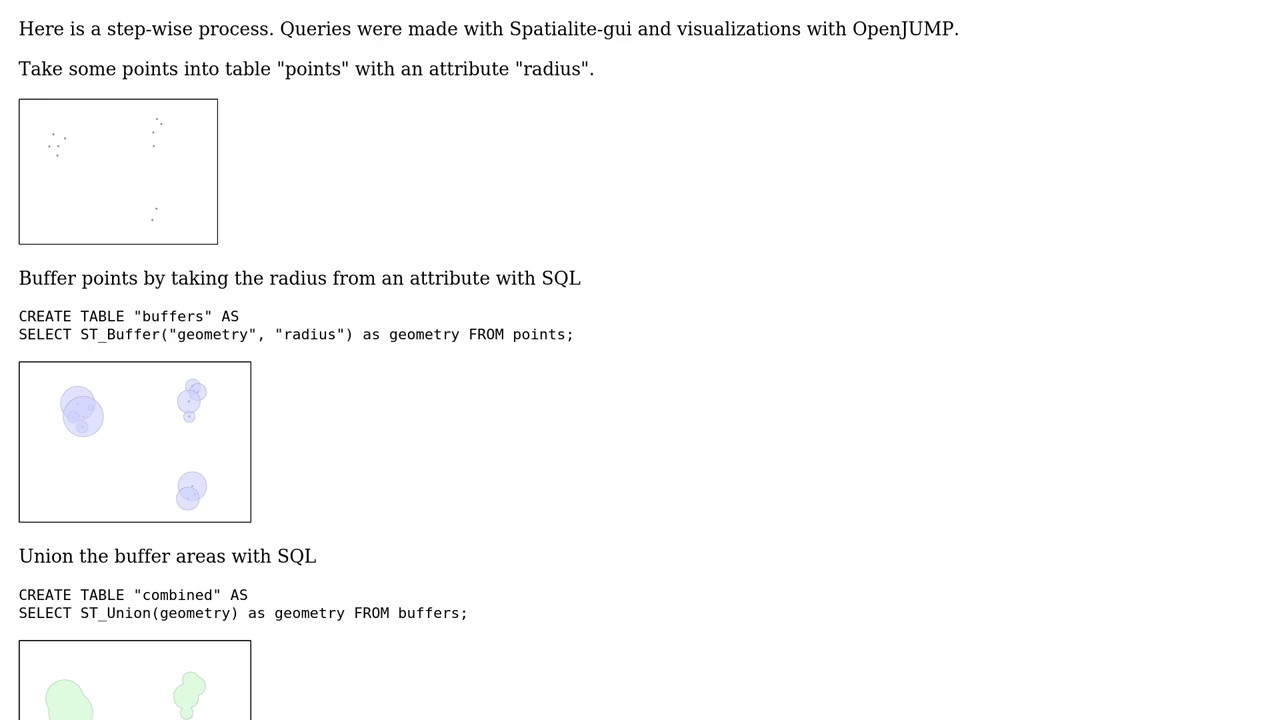 Here is a step-wise process. Queries were made with Spatialite-gui and visualizations with OpenJUMP.
Take some points into table "points" with an attribute "radius".
Buffer points by taking the radius from an attribute with SQL
CREATE TABLE "buffers" AS
SELECT ST_Buffer("geometry", "radius") as geometry FROM points;
Union the buffer areas with SQL
CREATE TABLE "combined" AS
SELECT ST_Union(geometry) as geometry FROM buffers;